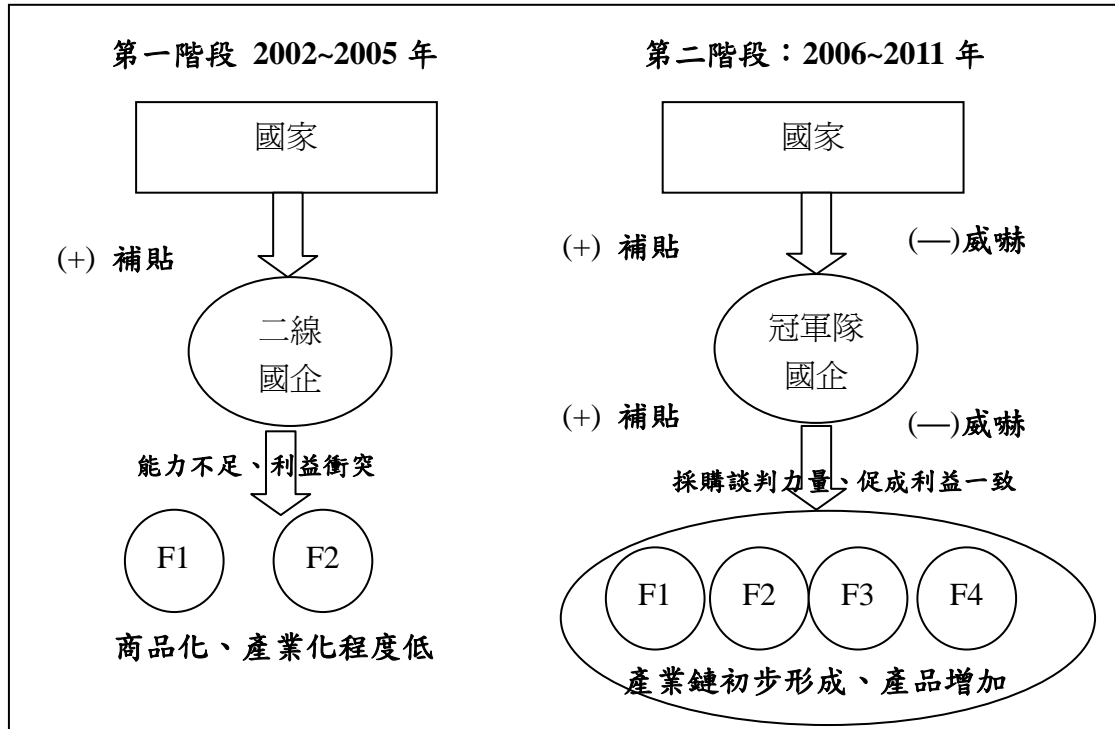 第一階段 2002~2005 年
國家
(+) 補貼
二線
國企
能力不足、利益衝突
F1
F2
商品化、產業化程度低
第二階段：2006~2011 年
國家
(+) 補貼
(—)威嚇
冠軍隊
國企
(+) 補貼
(—)威嚇
採購談判力量、促成利益一致
F1
F2
F3
F4
產業鏈初步形成、產品增加